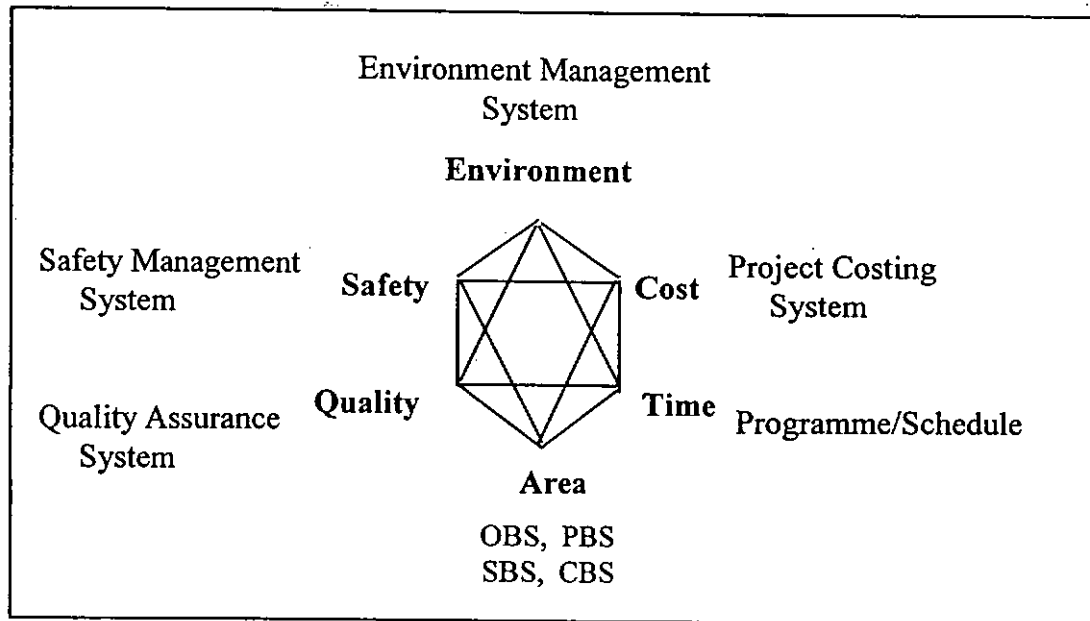 Environment Management
System
Environment
Safety Management
System
Safety
Cost
Project Costing
System
Quality Assurance
System
Quality
Time
Programme/Schedule
Area
OBS, PBS
SBS, CBS